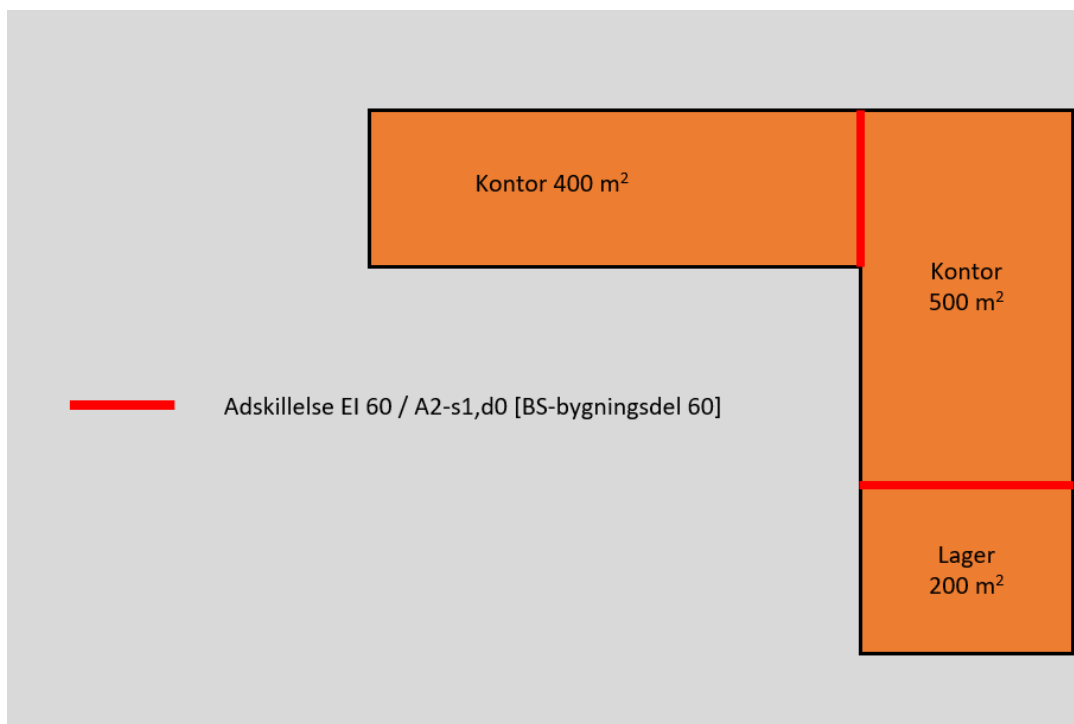 Kontor 400 m²
Kontor
500 m²
Adskillelse EI 60 / A2-s1,d0 [BS-bygningsdel 60]
Lager
200 m²